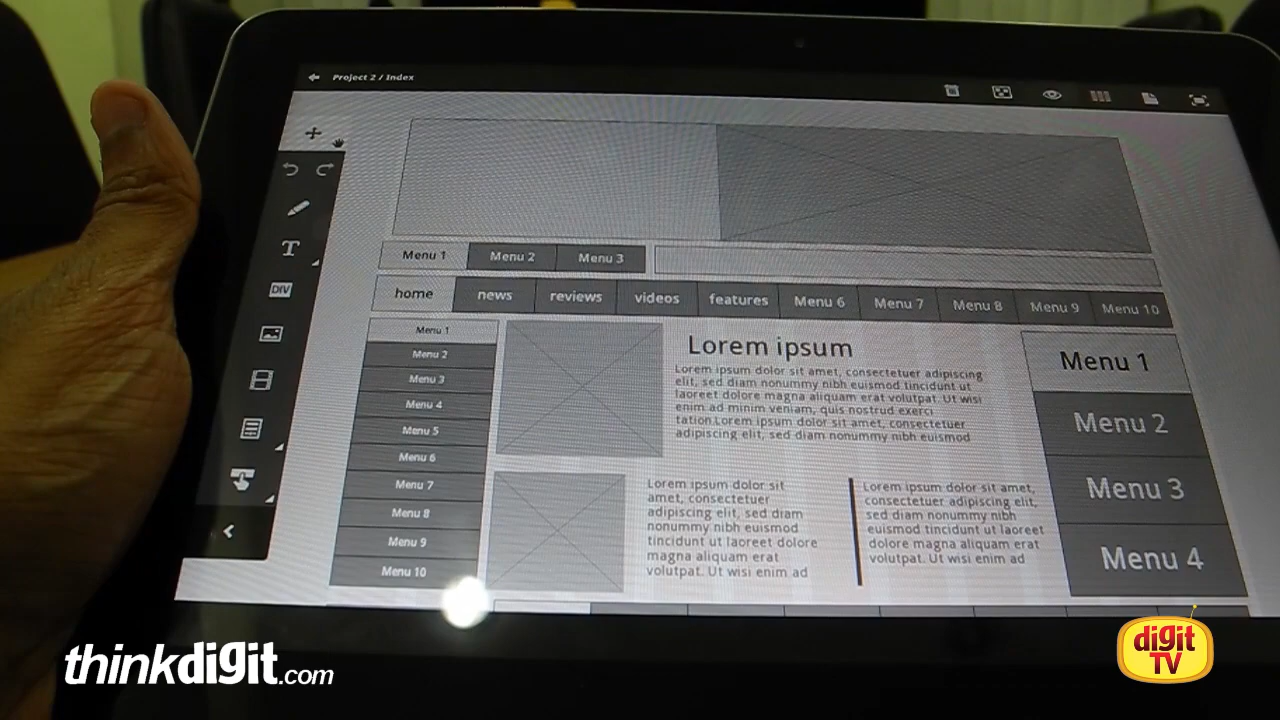 Project 2 / Index
T
DIV
Menu 1 Menu 2 Menu 3
home news reviews videos features Menu 6 Menu 7 Menu 8 Menu 9 Menu 10
Menu 1
Menu 2
Menu 3
Menu 4
Menu 5
Menu 6
Menu 7
Menu 8
Menu 9
Menu 10
Lorem ipsum
Lorem ipsum dolor sit amet, consectetuer adipiscing
elit, sed diam nonummy nibh euismod tincidunt ut
laoreet dolore magna aliquam erat volutpat. Ut wisi
enim ad minim veniam, quis nostrud exerci
tation.Lorem ipsum dolor sit amet, consectetuer
adipiscing elit, sed diam nonummy nibh euismod
Lorem ipsum dolor sit
amet, consectetuer
adipiscing elit, sed diam
nonummy nibh euismod
tincidunt ut laoreet dolore
magna aliquam erat
volutpat. Ut wisi enim ad
Lorem ipsum dolor sit amet,
consectetuer adipiscing elit,
sed diam nonummy nibh
euismod tincidunt ut laoreet
dolore magna aliquam erat
volutpat. Ut wisi enim ad
Menu 1
Menu 2
Menu 3
Menu 4
thinkdigit.com
digit
TV